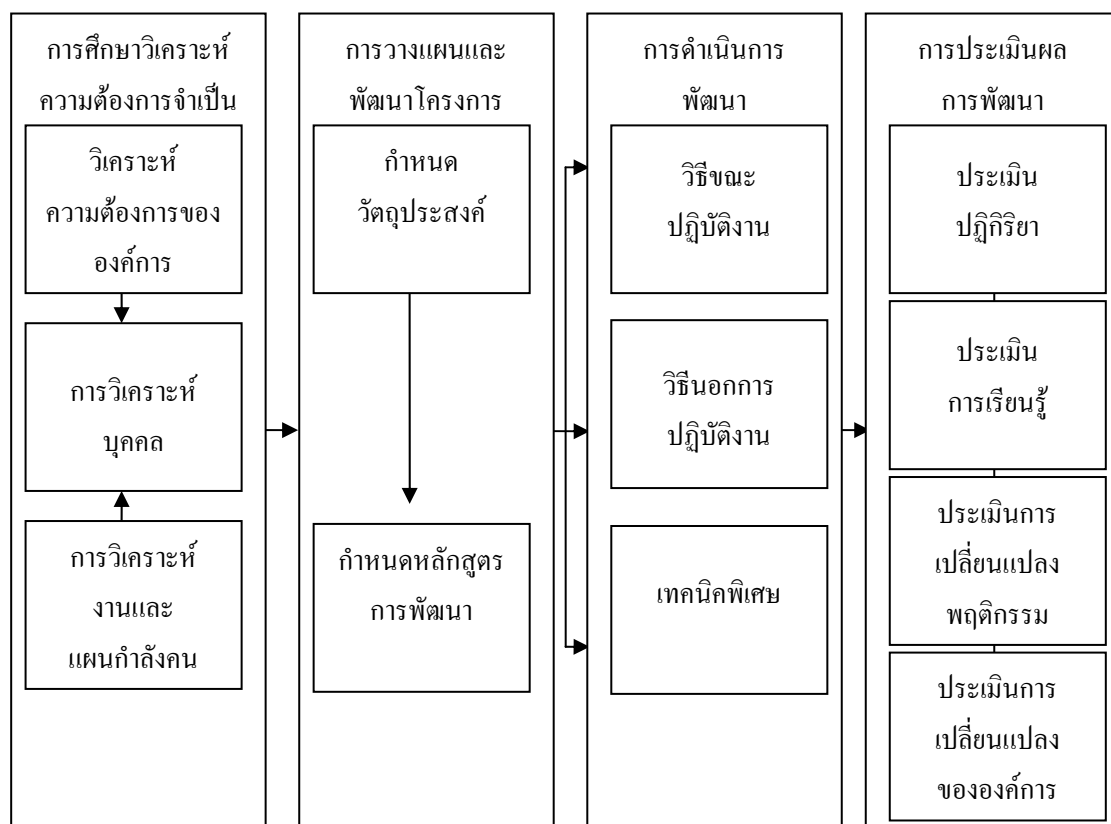 การศึกษาวิเคราะห์
ความต้องการจำเป็น
วิเคราะห์
ความต้องการของ
องค์การ
การวิเคราะห์
บุคคล
การวิเคราะห์
งานและ
แผนกำลังคน
การวางแผนและ
พัฒนาโครงการ
กำหนด
วัตถุประสงค์
กำหนดหลักสูตร
การพัฒนา
การดำเนินการ
พัฒนา
วิธีขณะ
ปฏิบัติงาน
วิธีนอกการ
ปฏิบัติงาน
เทคนิคพิเศษ
การประเมินผล
การพัฒนา
ประเมิน
ปฏิกิริยา
ประเมิน
การเรียนรู้
ประเมินการ
เปลี่ยนแปลง
พฤติกรรม
ประเมินการ
เปลี่ยนแปลง
ขององค์การ